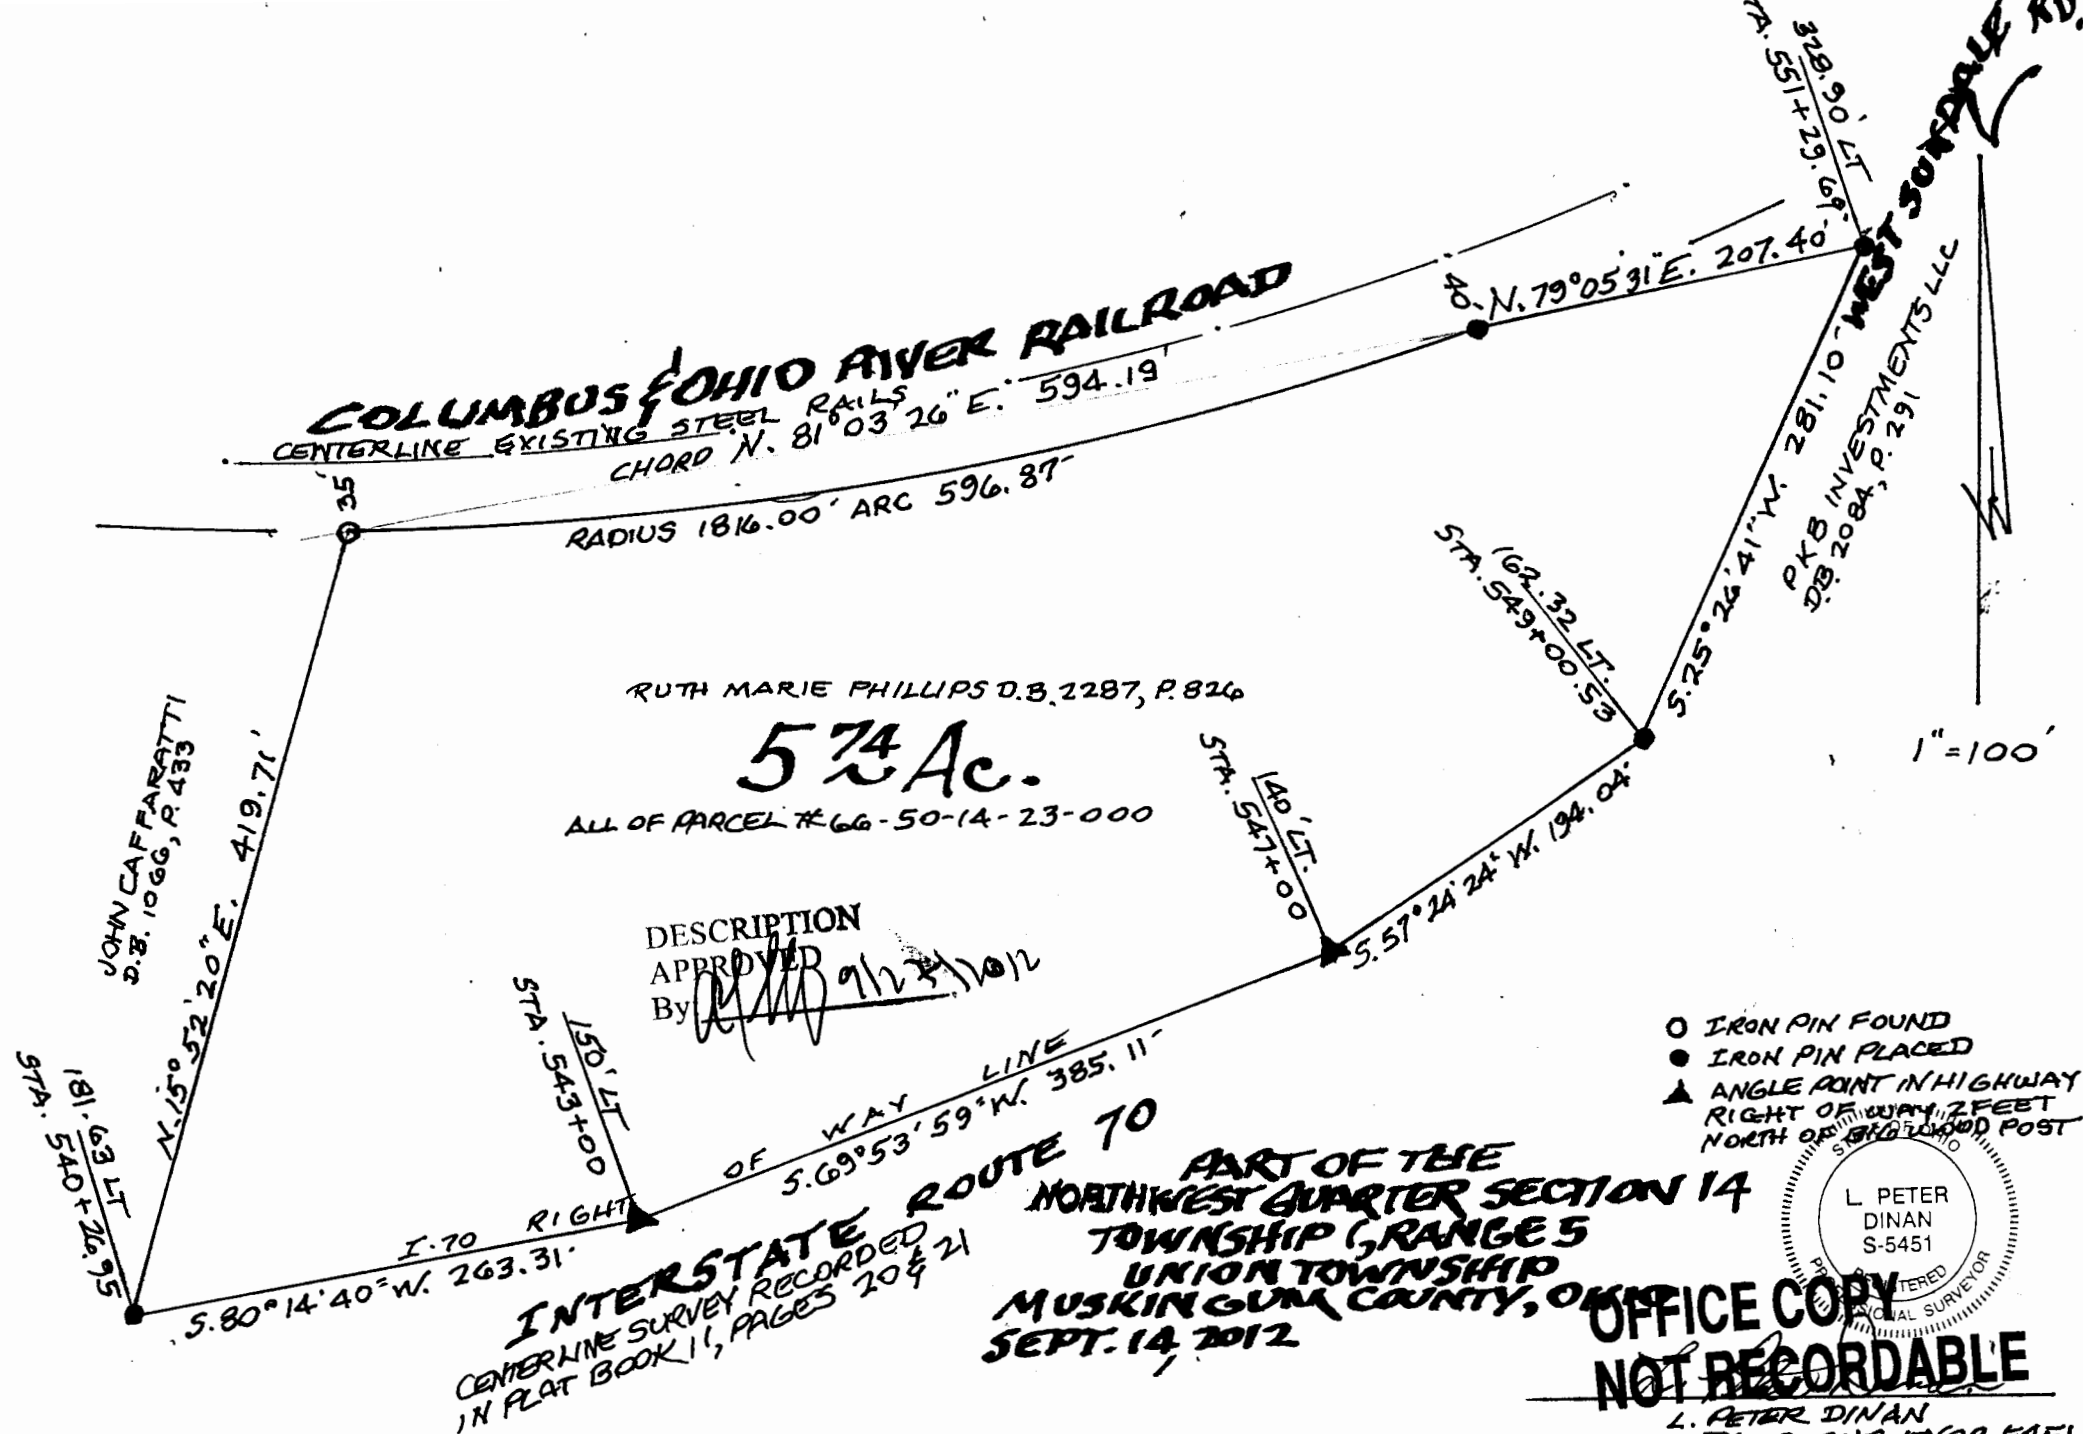 WEST SUNDALE RD.
328.90' LT
STA. 551+29.69
COLUMBUS & OHIO RIVER RAILROAD
CENTERLINE EXISTING STEEL RAILS
CHORD N. 81°03'26" E. 594.19'
35'
40'
N. 79°05'31" E. 207.40'
RADIUS 1816.00' ARC 596.87'
S. 25°26'41" W. 281.10'
PKB INVESTMENTS LLC
D.B. 2084, P. 291
162.32 LT.
STA. 549+00.53
1"=100'
RUTH MARIE PHILLIPS D.B. 2287, P. 826
5 74 Ac.
ALL OF PARCEL # 66-50-14-23-000
JOHN CAFFARATTI
D.B. 1066, P. 433
N. 15°52'20" E. 419.71'
140' LT.
STA. 547+00
S. 57°24'24" W. 194.04'
DESCRIPTION
APPROVED
By
150' LT
STA. 543+00
181.63 LT
STA. 540+26.95
I-70 RIGHT OF WAY LINE
S. 80°14'40" W. 263.31'
S. 69°53'59" W. 385.11'
INTERSTATE ROUTE 70
CENTERLINE SURVEY RECORDED
IN PLAT BOOK 11, PAGES 20 & 21
IRON PIN FOUND
IRON PIN PLACED
ANGLE POINT IN HIGHWAY
RIGHT OF WAY, 2 FEET
NORTH OF BIG WOOD POST
PART OF THE
NORTHWEST QUARTER SECTION 14
TOWNSHIP 1, RANGE 5
UNION TOWNSHIP
MUSKINGUM COUNTY, OHIO
SEPT. 14, 2012
STATE OF OHIO
L. PETER
DINAN
S-5451
REGISTERED
PROFESSIONAL SURVEYOR
OFFICE COPY
NOT RECORDABLE
L. PETER DINAN